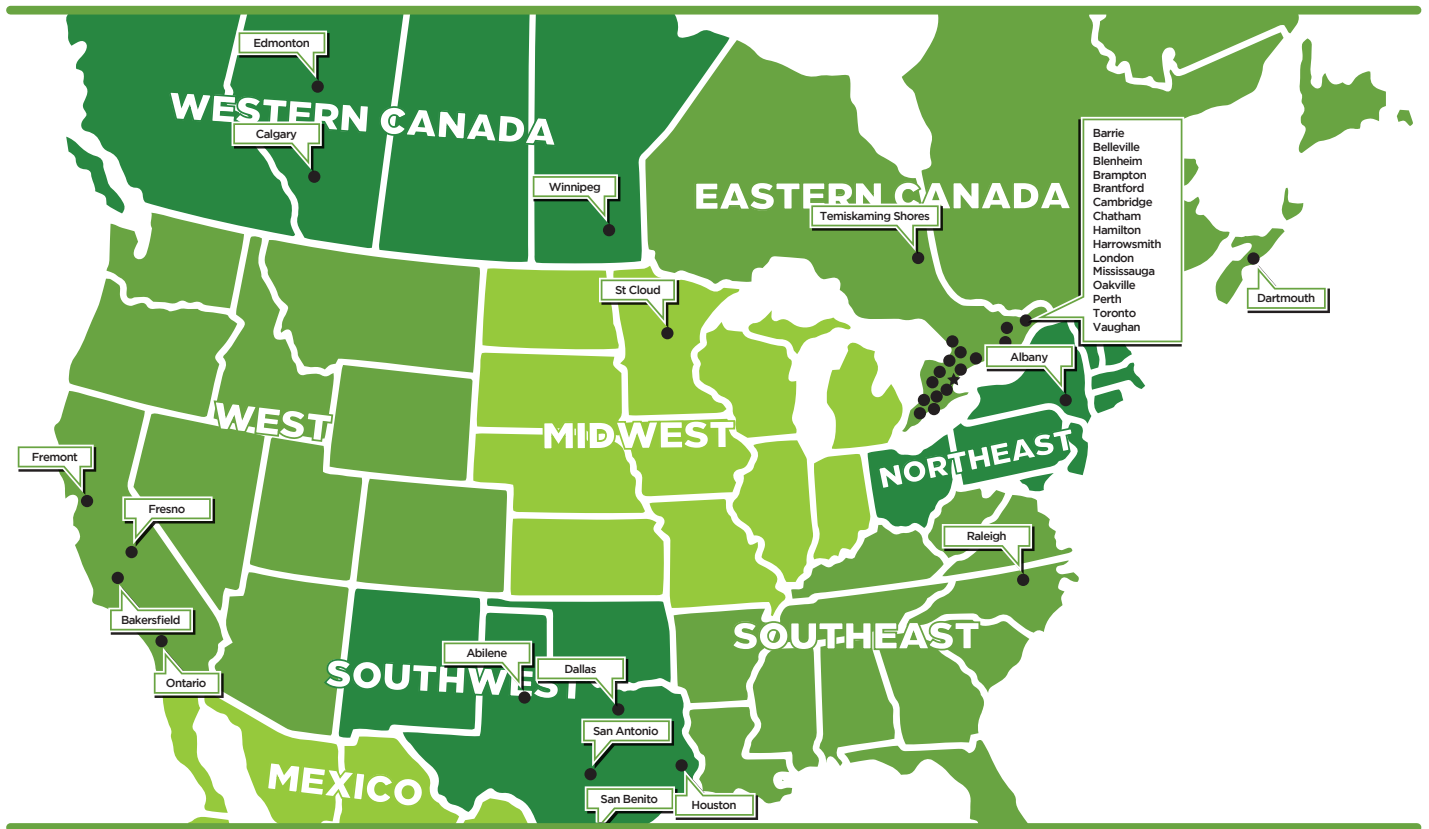 Edmonton
WESTERN CANADA
Calgary
Winpeg
EASTERN CANADA
Temiskaming Shores
Barrie
Belleville
Blenheim
Brampton
Brantford
Cambridge
Chatham
Hamilton
Harrowsmith
London
Mississauga
Oakville
Perth
Toronto
Vaughan
Dartmouth
St Cloud
Albany
WEST
MIDWEST
NORTHEAST
Fremont
Fresno
Raleigh
Bakersfield
SOUTHEAST
Ontario
SOUTHWEST
Abilene
Dallas
San Antonio
MEXICO
San Benito
Houston